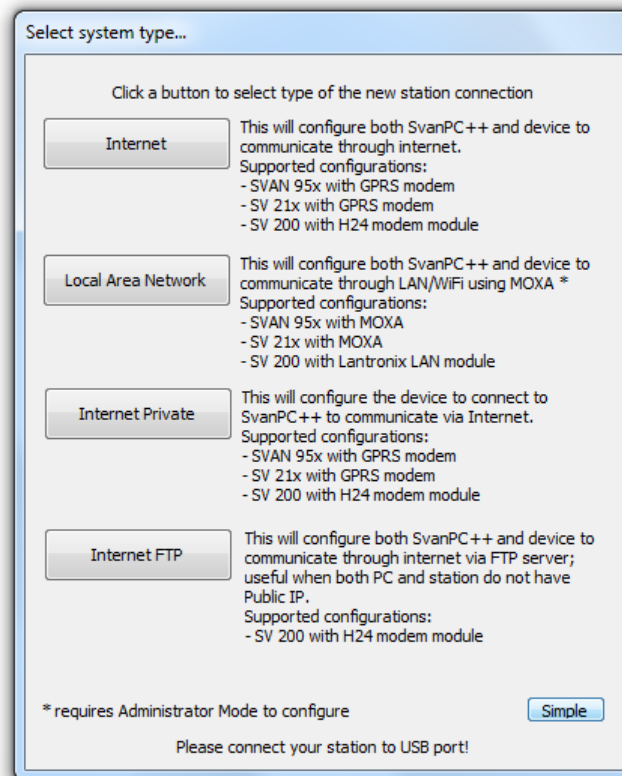 Select system type...
Click a button to select type of the new station connection
Internet
This will configure both SvanPC++ and device to
communicate through internet.
Supported configurations:
- SVAN 95x with GPRS modem
- SV 21x with GPRS modem
- SV 200 with H24 modem module
Local Area Network
This will configure both SvanPC++ and device to
communicate through LAN/WiFi using MOXA *
Supported configurations:
- SVAN 95x with MOXA
- SV 21x with MOXA
- SV 200 with Lantronix LAN module
Internet Private
This will configure the device to connect to
SvanPC++ to communicate via Internet.
Supported configurations:
- SVAN 95x with GPRS modem
- SV 21x with GPRS modem
- SV 200 with H24 modem module
Internet FTP
This will configure both SvanPC++ and device to
communicate through internet via FTP server;
useful when both PC and station do not have
Public IP.
Supported configurations:
- SV 200 with H24 modem module
* requires Administrator Mode to configure
Simple
Please connect your station to USB port!